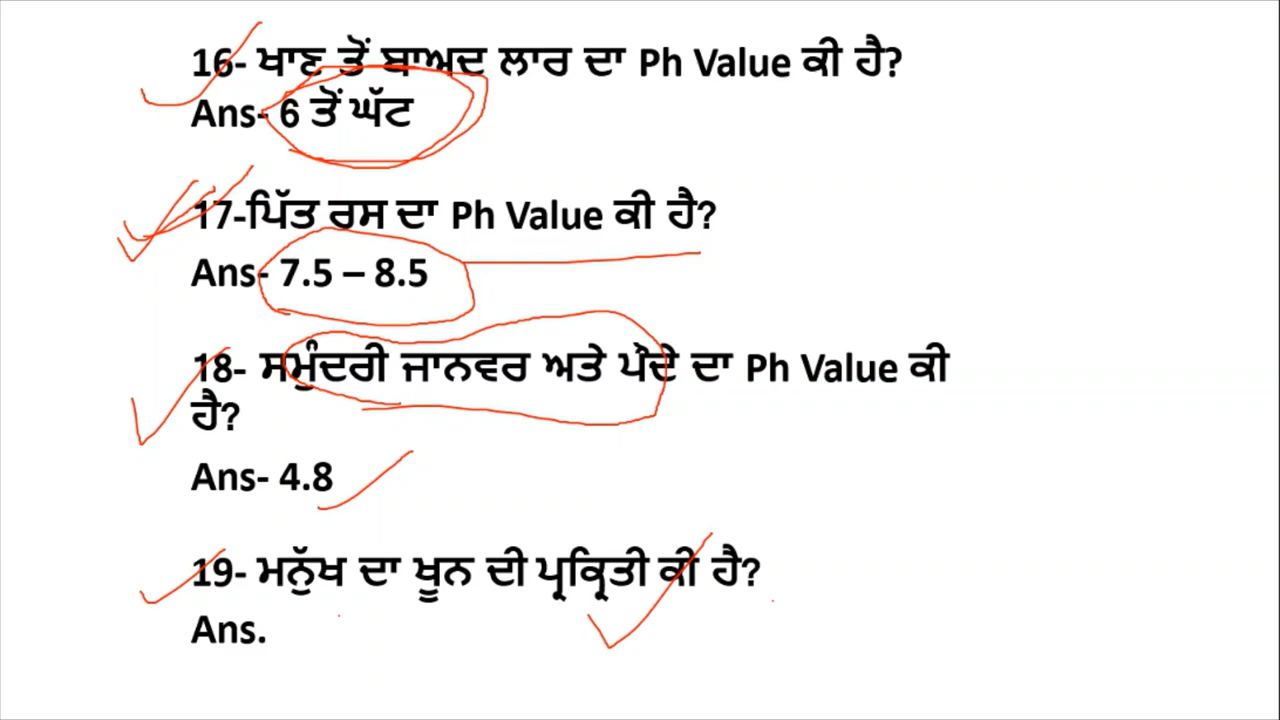 16- ਖਾਣ ਤੋਂ ਬਾਅਦ ਲਾਰ ਦਾ Ph Value ਕੀ ਹੈ?
Ans- 6 ਤੋਂ ਘੱਟ
17-ਪਿੱਤ ਰਸ ਦਾ Ph Value ਕੀ ਹੈ?
Ans- 7.5 – 8.5
18- ਸਮੁੰਦਰੀ ਜਾਨਵਰ ਅਤੇ ਪੌਦੇ ਦਾ Ph Value ਕੀ
ਹੈ?
Ans- 4.8
19- ਮਨੁੱਖ ਦਾ ਖੂਨ ਦੀ ਪ੍ਰਕ੍ਰਿਤੀ ਕੀ ਹੈ?
Ans.